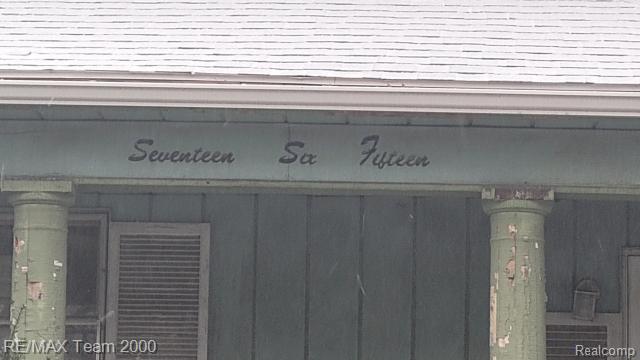 Seventeen Six Fifteen
RE/MAX Team 2000
Realcomp